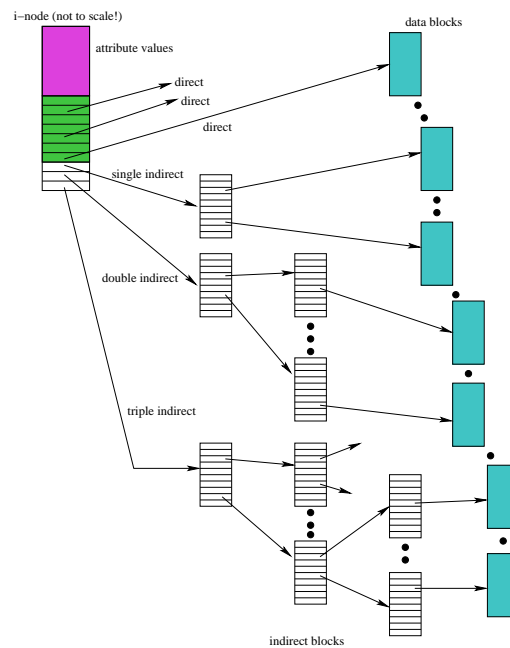 i-node (not to scale!)
data blocks
attribute values
direct
direct
direct
single indirect
double indirect
triple indirect
indirect blocks